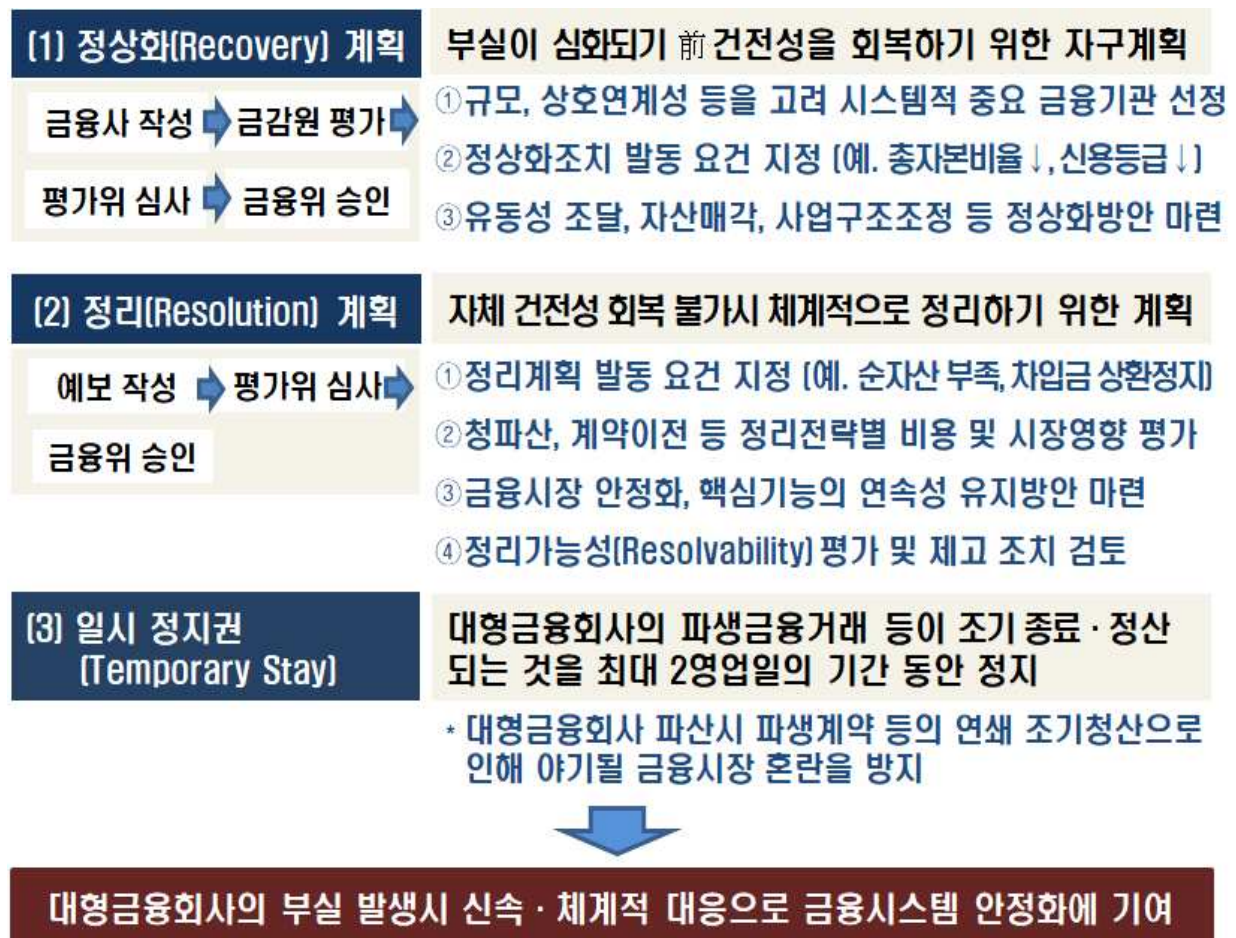 (1) 정상화(Recovery) 계획
부실이 심화되기 前 건전성을 회복하기 위한 자구계획
금융사 작성
금감원 평가
평가위 심사
금융위 승인
①규모, 상호연계성 등을 고려 시스템적 중요 금융기관 선정
②정상화조치 발동 요건 지정 (예. 총자본비율↓, 신용등급↓)
③유동성 조달, 자산매각, 사업구조조정 등 정상화방안 마련
(2) 정리(Resolution) 계획
자체 건전성 회복 불가시 체계적으로 정리하기 위한 계획
예보 작성
평가위 심사
금융위 승인
①정리계획 발동 요건 지정 (예. 순자산 부족, 차입금 상환정지)
②청파산, 계약이전 등 정리전략별 비용 및 시장영향 평가
③금융시장 안정화, 핵심기능의 연속성 유지방안 마련
④정리가능성(Resolvability) 평가 및 제고 조치 검토
(3) 일시 정지권
(Temporary Stay)
대형금융회사의 파생금융거래 등이 조기 종료·정산
되는 것을 최대 2영업일의 기간 동안 정지
* 대형금융회사 파산시 파생계약 등의 연쇄 조기청산으로
인해 야기될 금융시장 혼란을 방지
대형금융회사의 부실 발생시 신속·체계적 대응으로 금융시스템 안정화에 기여